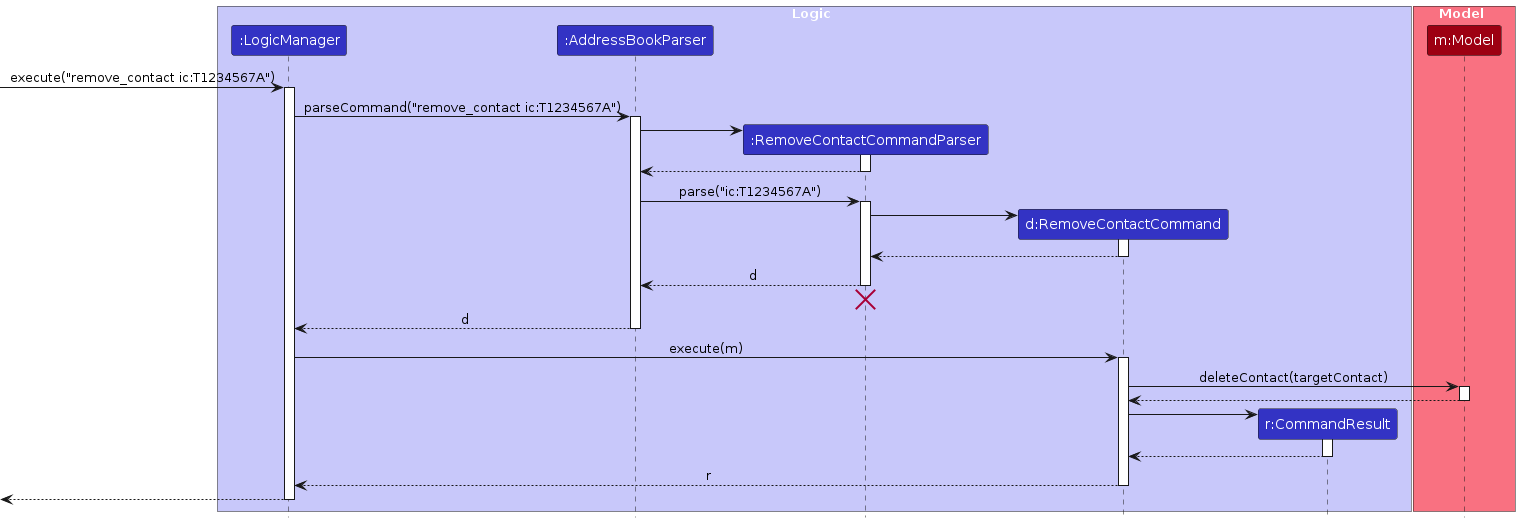 Logic
Model
:LogicManager
:AddressBookParser
m:Model
execute("remove_contact ic:T1234567A")
parseCommand("remove_contact ic:T1234567A")
:RemoveContactCommandParser
parse("ic:T1234567A")
d:RemoveContactCommand
d
d
execute(m)
deleteContact(targetContact)
r:CommandResult
r